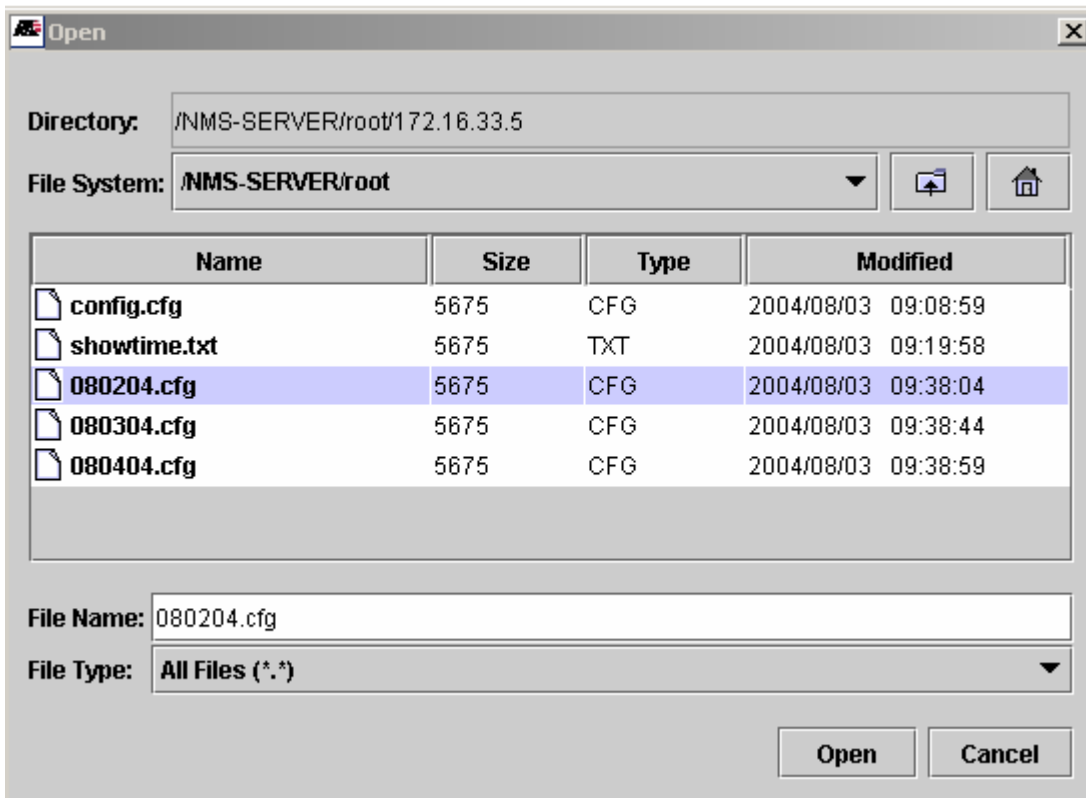 Open
Directory: /NMS-SERVER/root/172.16.33.5
File System: /NMS-SERVER/root
Name Size Type Modified
config.cfg 5675 CFG 2004/08/03 09:08:59
showtime.txt 5675 TXT 2004/08/03 09:19:58
080204.cfg 5675 CFG 2004/08/03 09:38:04
080304.cfg 5675 CFG 2004/08/03 09:38:44
080404.cfg 5675 CFG 2004/08/03 09:38:59
File Name: 080204.cfg
File Type: All Files (*.*)
Open Cancel